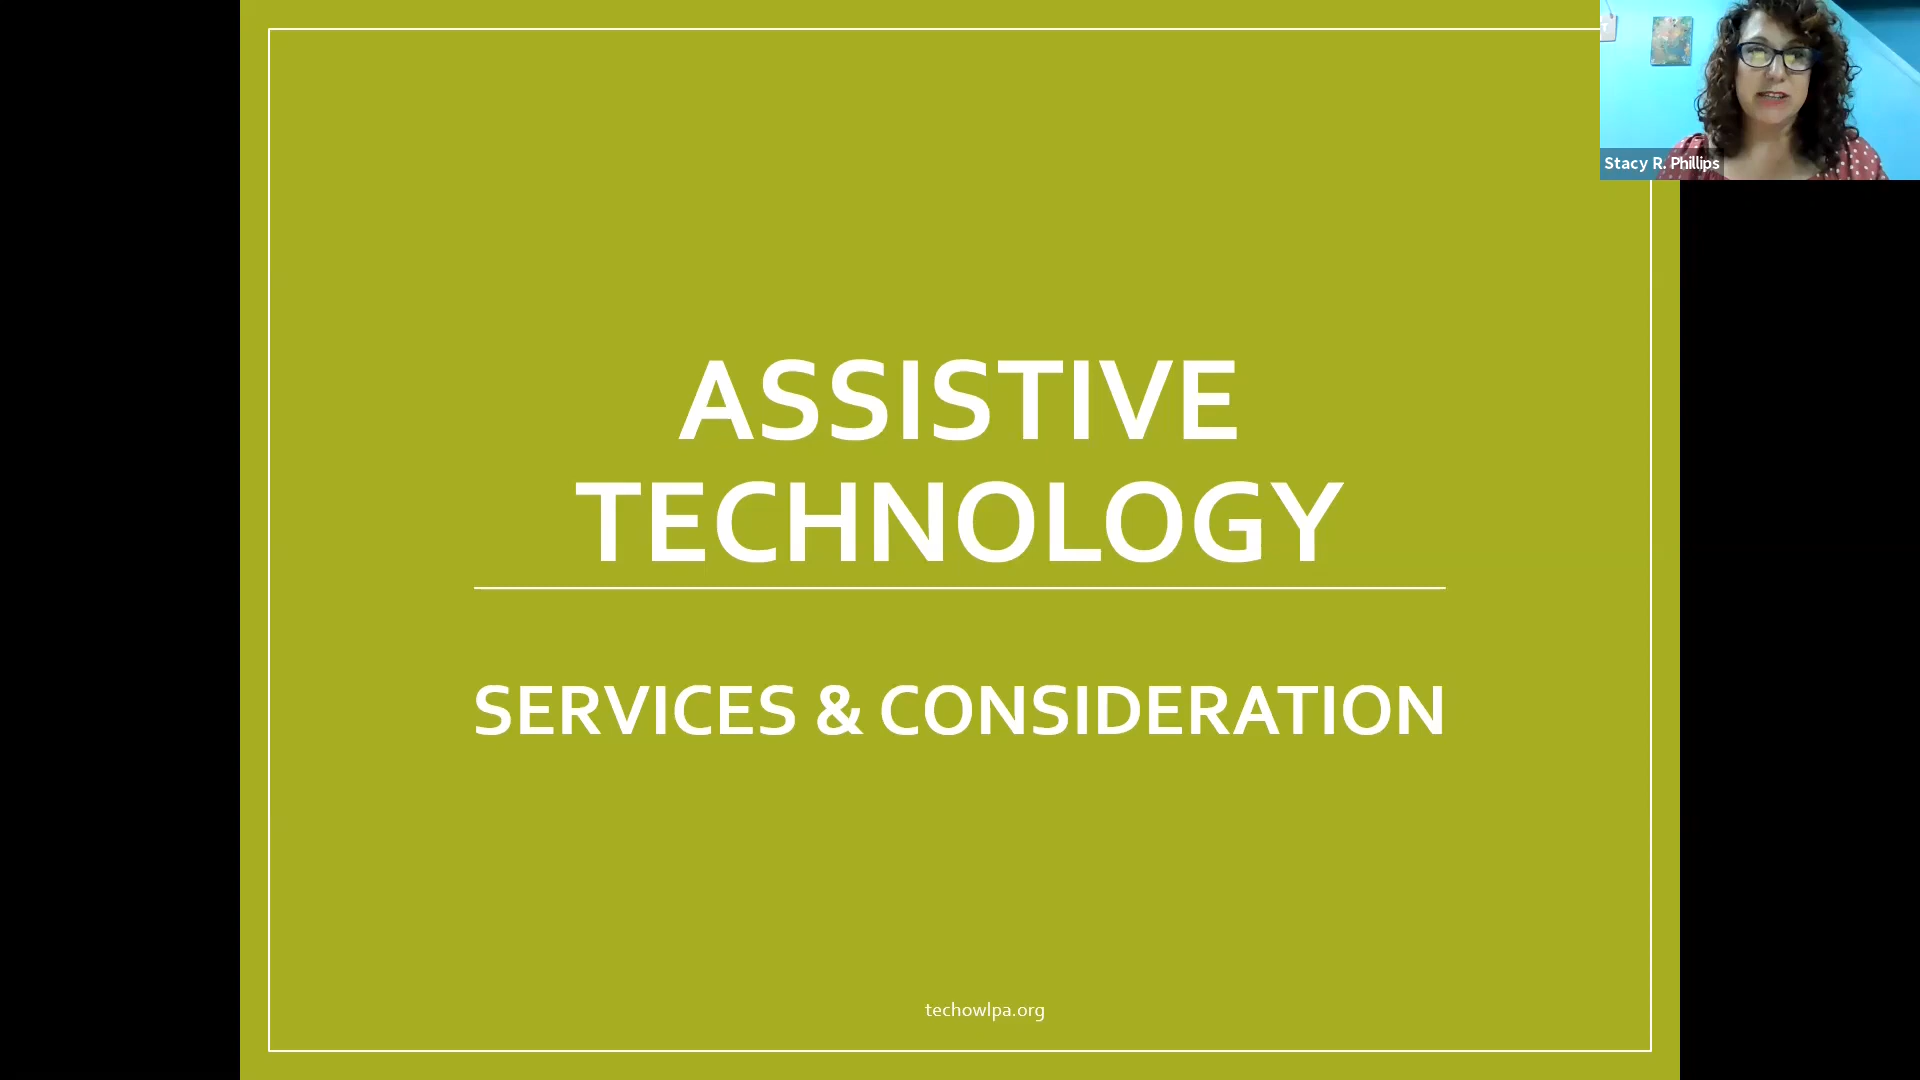 ASSISTIVE
TECHNOLOGY
SERVICES & CONSIDERATION
techowlpa.org
Stacy R. Phillips